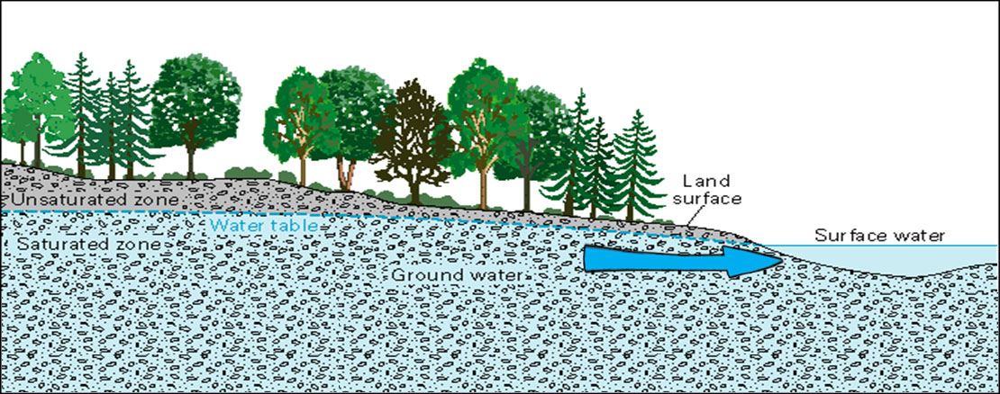 Land
surface
Unsaturated zone
Water table
Surface water
Saturated zone
Ground water